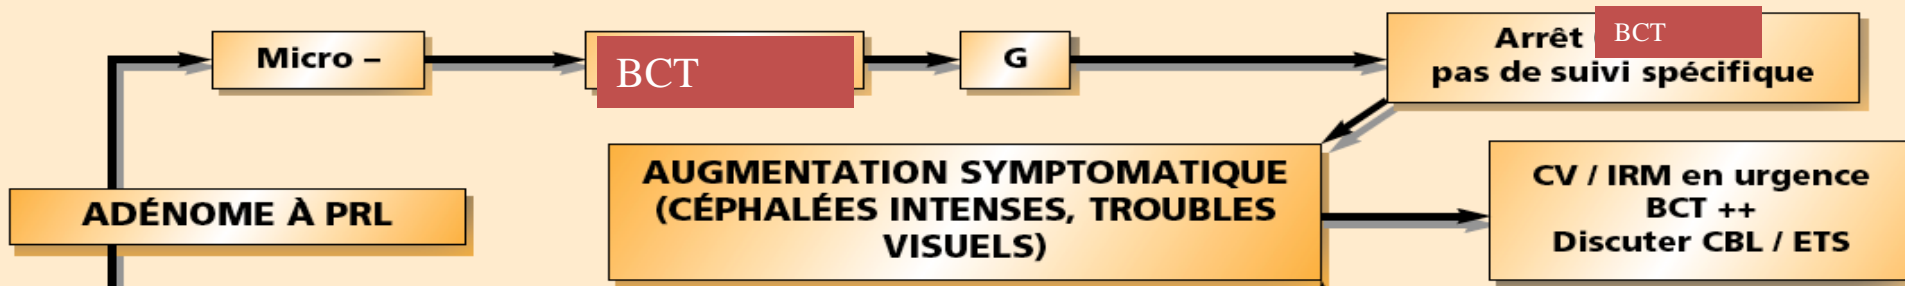 Micro –
BCT
G
Arrêt BCT
pas de suivi spécifique
ADÉNOME À PRL
AUGMENTATION SYMPTOMATIQUE
(CÉPHALÉES INTENSES, TROUBLES
VISUELS)
CV / IRM en urgence
BCT ++
Discuter CBL / ETS